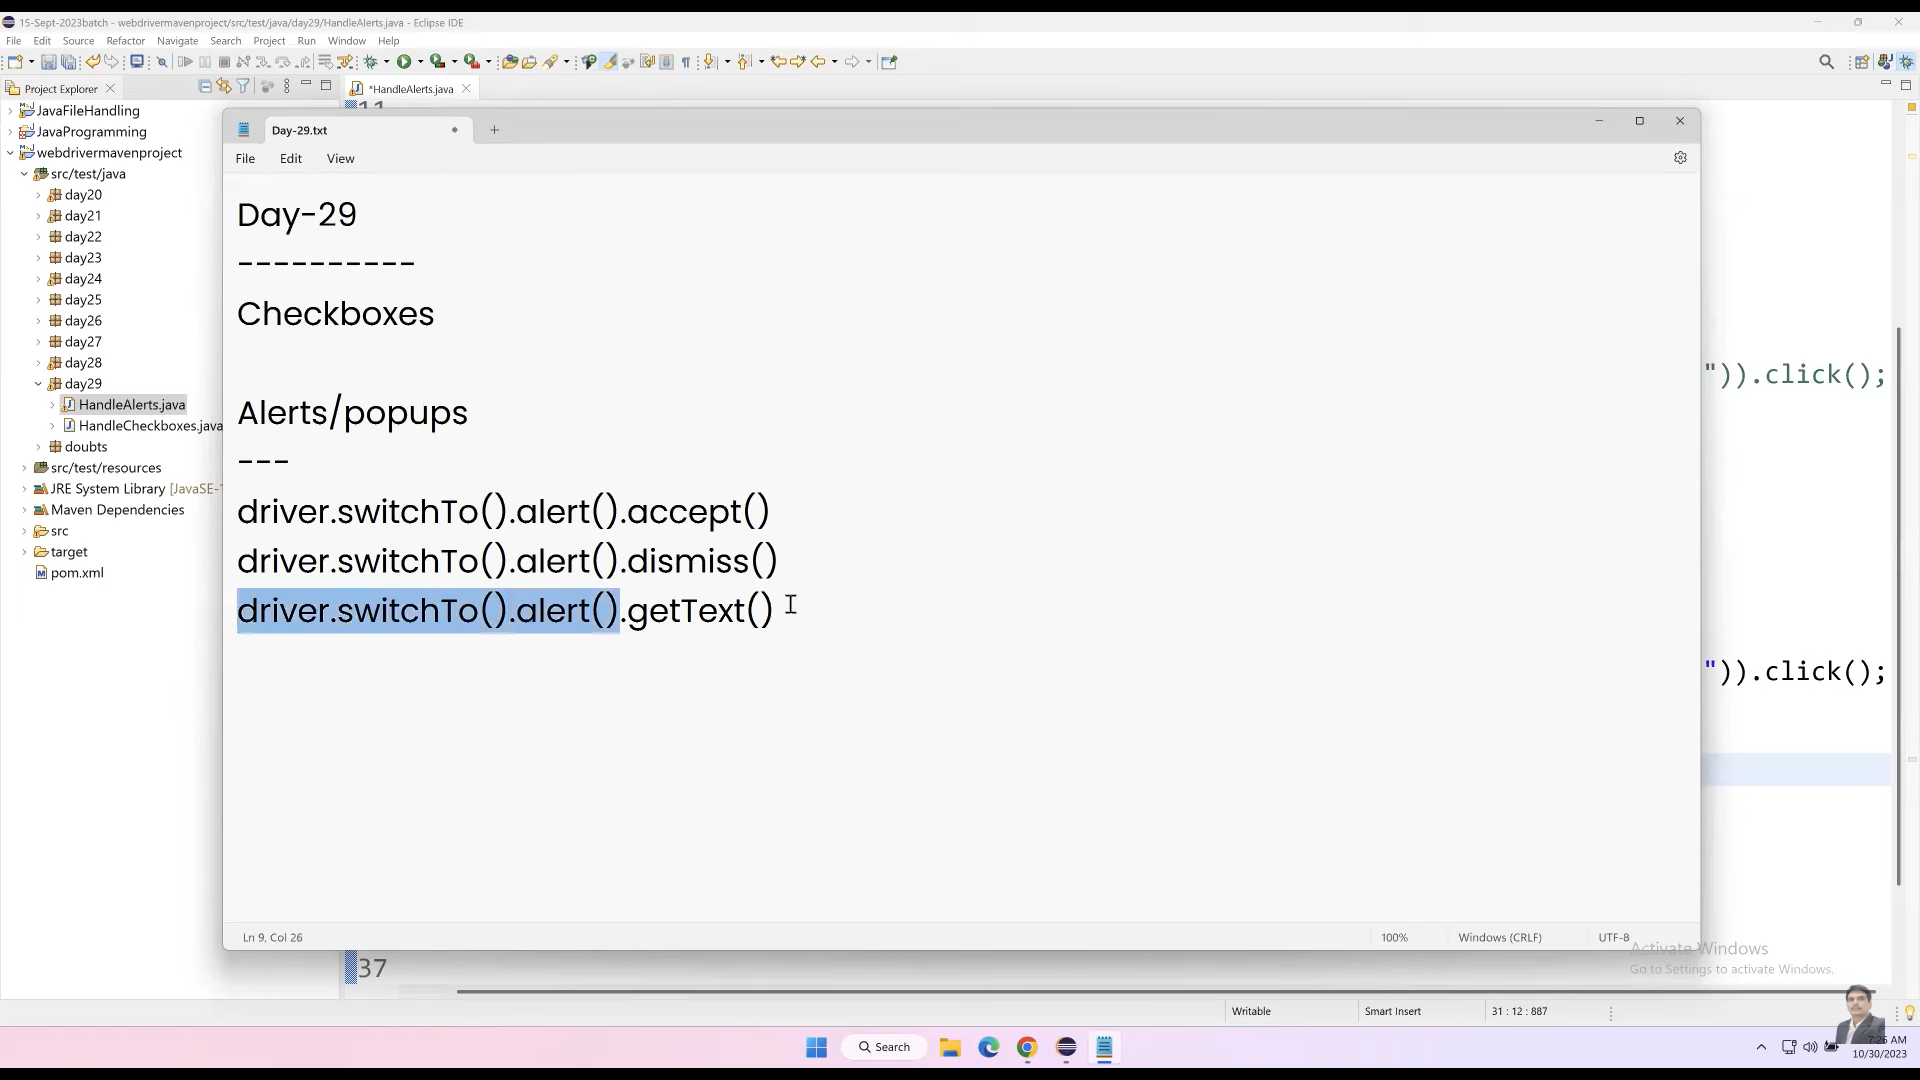 15-Sept-2023batch - webdrivermavenproject/src/test/java/day29/HandleAlerts.java - Eclipse IDE
File Edit Source Refactor Navigate Search Project Run Window Help
Project Explorer
*HandleAlerts.java
JavaFileHandling
JavaProgramming
webdrivermavenproject
src/test/java
day20
day21
day22
day23
day24
day25
day26
day27
day28
day29
HandleAlerts.java
HandleCheckboxes.java
doubts
src/test/resources
JRE System Library [JavaSE-1
Maven Dependencies
src
target
pom.xml
11
Day-29.txt
File Edit View
Day-29
----------
Checkboxes
Alerts/popups
---
driver.switchTo().alert().accept()
driver.switchTo().alert().dismiss()
driver.switchTo().alert().getText()
Ln 9, Col 26
100%
Windows (CRLF)
UTF-8
")).click();
")).click();
37
Activate Windows
Go to Settings to activate Windows.
Writable
Smart Insert
31 : 12 : 887
Search
7:26 AM
10/30/2023